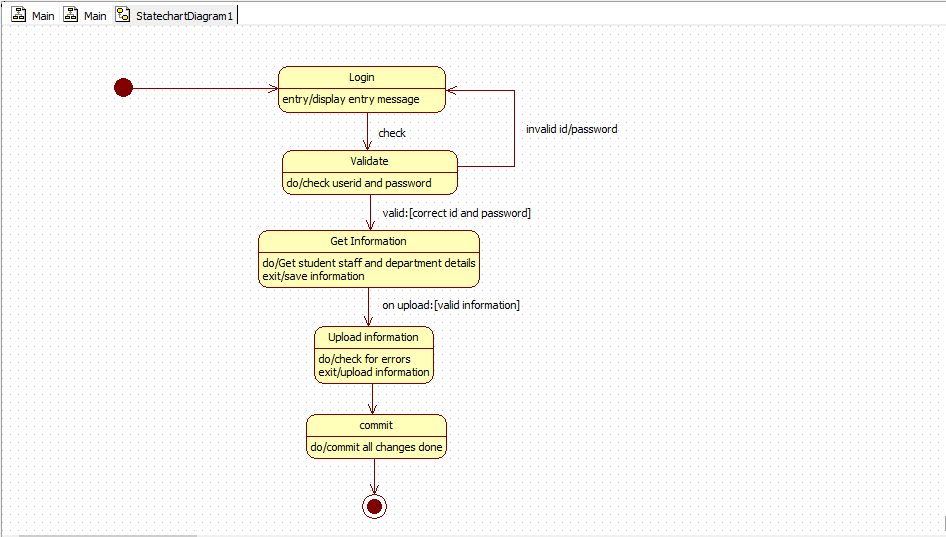 Main
Main
StatechartDiagram1
Login
entry/display entry message
invalid id/password
check
Validate
do/check userid and password
valid:[correct id and password]
Get Information
do/Get student staff and department details
exit/save information
on upload:[valid information]
Upload information
do/check for errors
exit/upload information
commit
do/commit all changes done